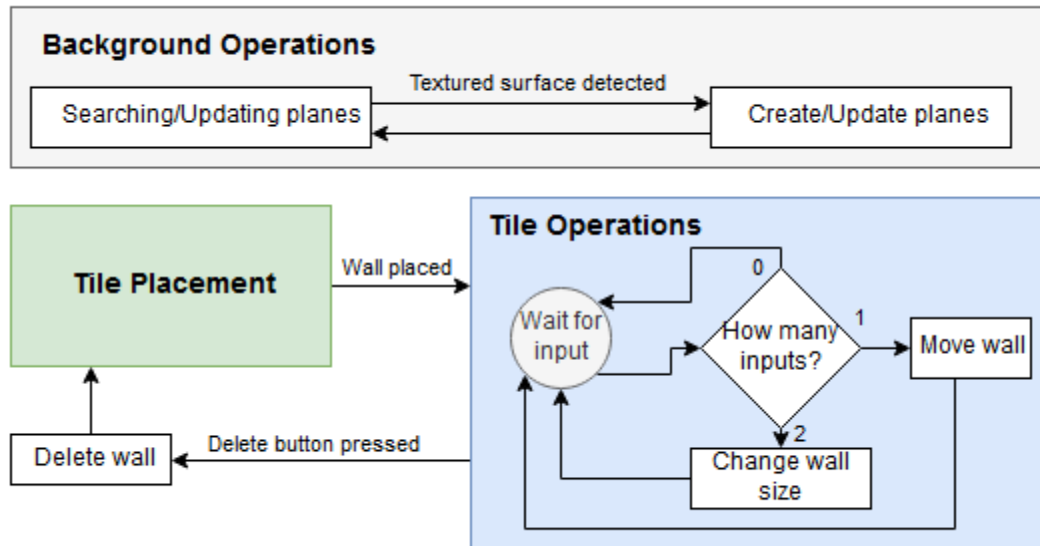 Background Operations
Textured surface detected
Searching/Updating planes
Create/Update planes
Tile Placement
Wall placed
Tile Operations
0
Wait for
input
How many
inputs?
1
Move wall
2
Change wall
size
Delete button pressed
Delete wall